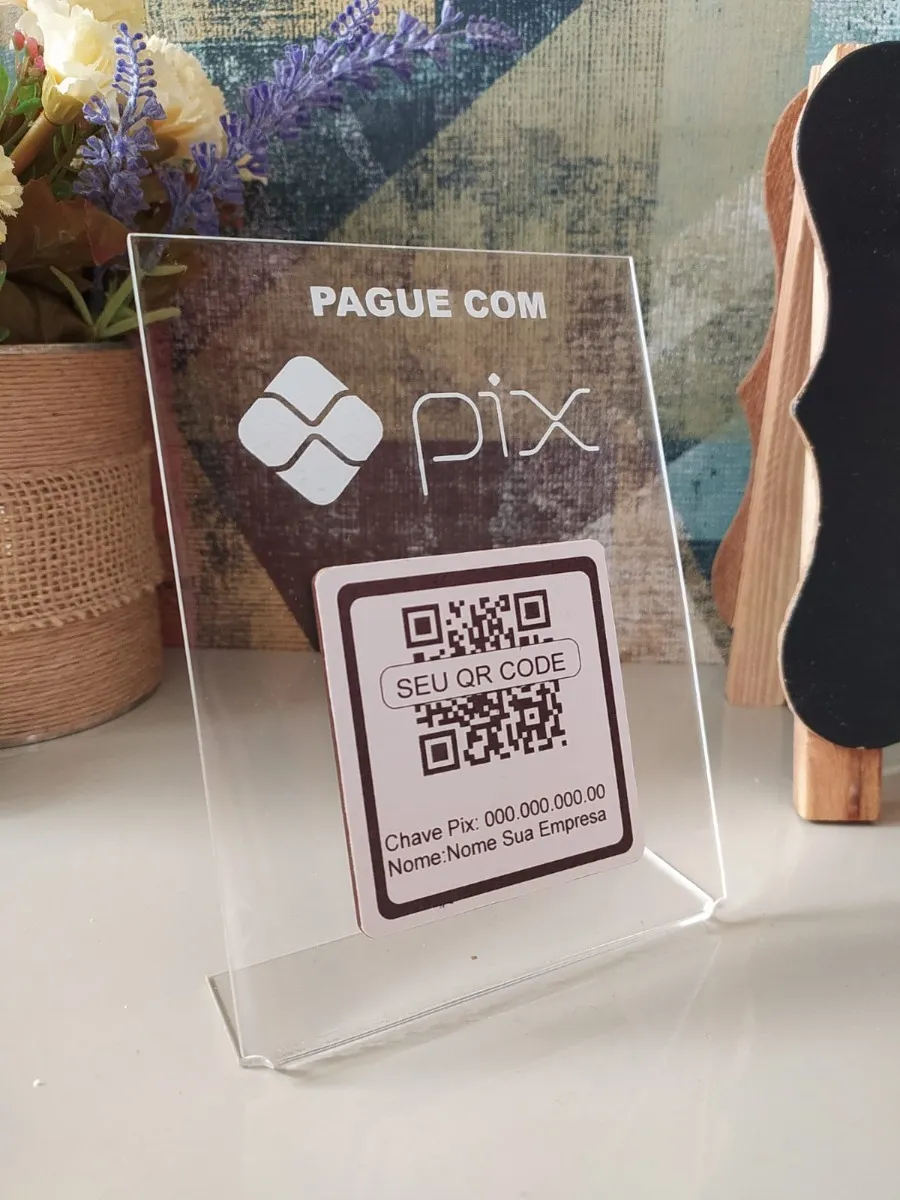 PAGUE COM
pix
SEU QR CODE
Chave Pix: 000.000.000.00
Nome:Nome Sua Empresa